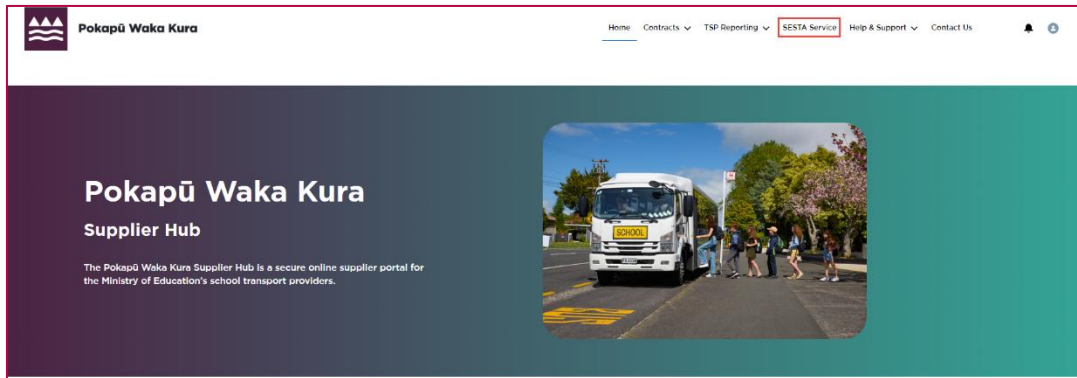 Pokapū Waka Kura
Home Contracts TSP Reporting SESTA Service Help & Support Contact Us
Pokapū Waka Kura
Supplier Hub
The Pokapū Waka Kura Supplier Hub is a secure online supplier portal for
the Ministry of Education's school transport providers.
SCHOOL